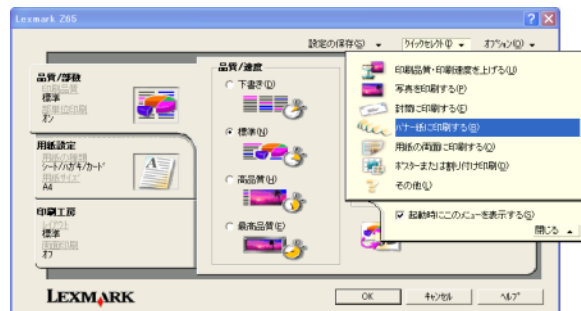 Lexmark Z65
設定の保存(S)
クイックセレクト(I)
オプション(O)
品質/部数
印刷品質
標準
部単位印刷
オン
用紙設定
用紙の種類
シート/ハガキ/カード
用紙サイズ
A4
印刷工房
レイアウト
標準
両面印刷
オフ
品質/速度
下書き(D)
標準(N)
高品質(H)
最高品質(E)
印刷品質・印刷速度を上げる(U)
写真を印刷する(P)
封筒に印刷する(E)
バナー紙に印刷する(B)
用紙の両面に印刷する(O)
ポスターまたは割り付け印刷(O)
その他(L)
起動時にこのメニューを表示する(S)
閉じる
LEXMARK
OK
キャンセル
ヘルプ